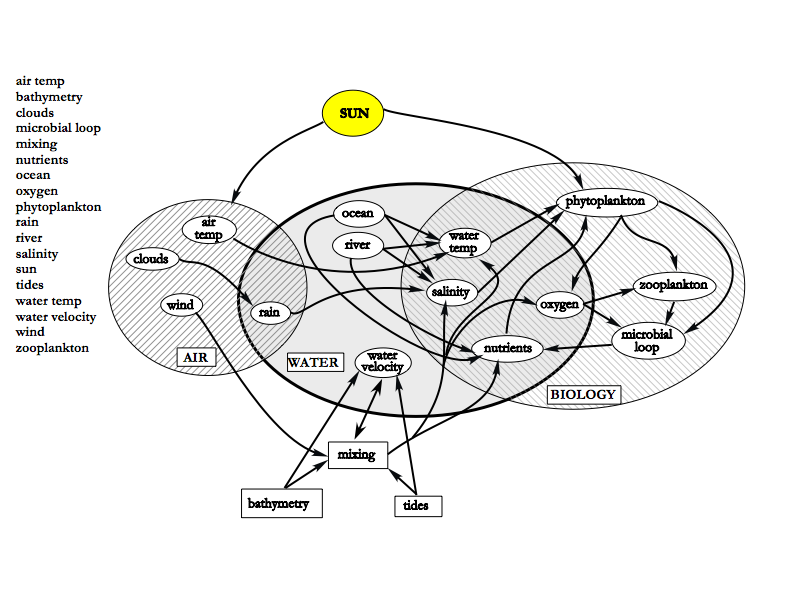 air temp
bathymetry
clouds
microbial loop
mixing
nutrients
ocean
oxygen
phytoplankton
rain
river
salinity
sun
tides
water temp
water velocity
wind
zooplankton
SUN
phytoplankton
ocean
air
temp
river
water
temp
clouds
zooplankton
salinity
wind
rain
oxygen
microbial
loop
nutrients
AIR
WATER
water
velocity
BIOLOGY
mixing
bathymetry
tides